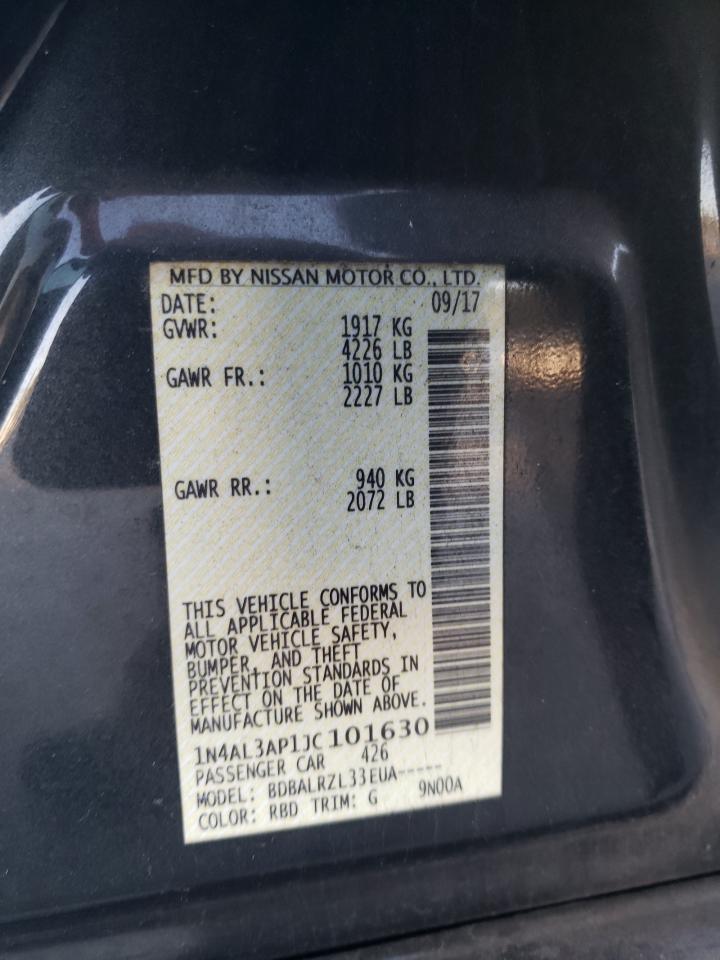 MFD BY NISSAN MOTOR CO., LTD.
DATE: 09/17
GVWR: 1917 KG
4226 LB
GAWR FR.: 1010 KG
2227 LB
GAWR RR.: 940 KG
2072 LB
THIS VEHICLE CONFORMS TO
ALL APPLICABLE FEDERAL
MOTOR VEHICLE SAFETY,
BUMPER, AND THEFT
PREVENTION STANDARDS IN
EFFECT ON THE DATE OF
MANUFACTURE SHOWN ABOVE.
1N4AL3AP1JC101630
PASSENGER CAR 426
MODEL: BDBALRZL33EUA-----
COLOR: RBD TRIM: G 9N00A